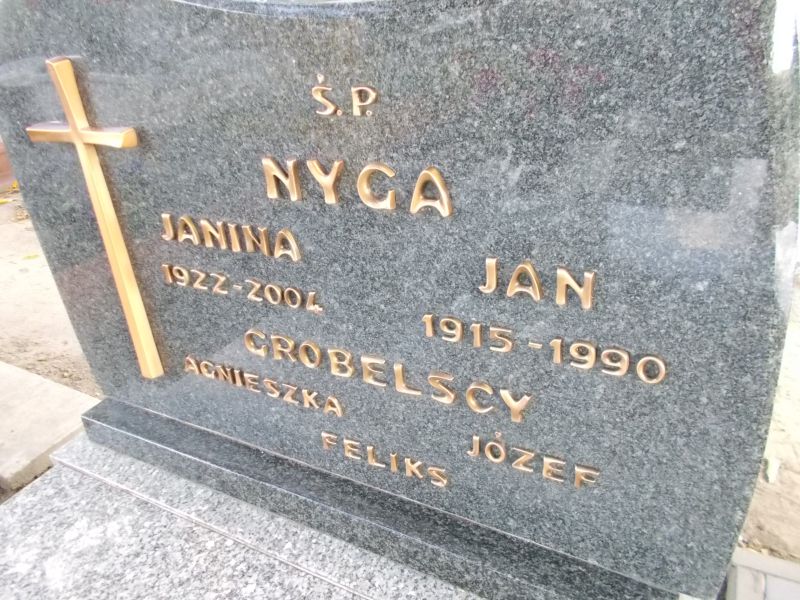 Ś.P.
NYGA
JANINA JAN
1922-2004 1915-1990
GROBELSCY
AGNIESZKA JÓZEF
FELIKS